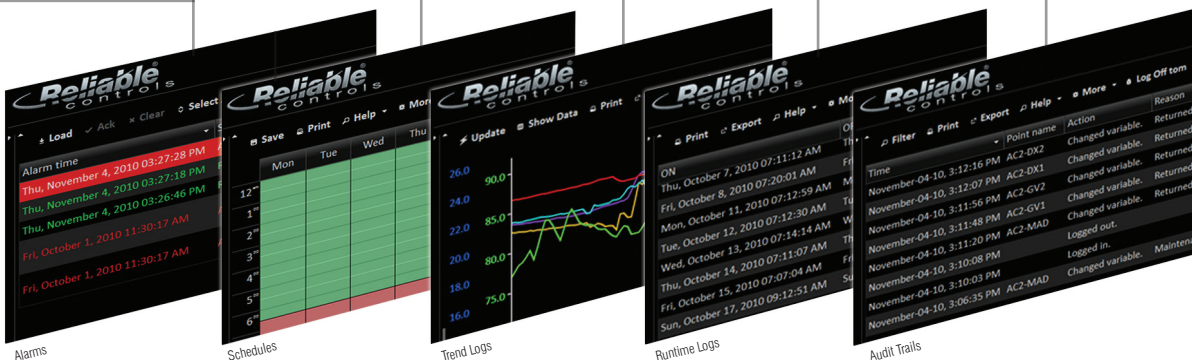 Reliable
controls
Load Ack Clear Select
Alarm time
Thu, November 4, 2010 03:27:28 PM
Thu, November 4, 2010 03:27:18 PM
Thu, November 4, 2010 03:26:46 PM
Fri, October 1, 2010 11:30:17 AM
Fri, October 1, 2010 11:30:17 AM
Alarms
Reliable
controls
Save Print Help More
Mon Tue Wed Thu
12
1
2
3
4
5
6
Schedules
Reliable
controls
Update Show Data Print
26.0
24.0
22.0
20.0
18.0
16.0
90.0
85.0
80.0
75.0
Trend Logs
Reliable
controls
Print Export Help
ON
Thu, October 7, 2010 07:11:12 AM
Fri, October 8, 2010 07:20:01 AM
Mon, October 11, 2010 07:12:59 AM
Tue, October 12, 2010 07:12:30 AM
Wed, October 13, 2010 07:14:14 AM
Thu, October 14, 2010 07:11:07 AM
Fri, October 15, 2010 07:07:04 AM
Sun, October 17, 2010 09:12:51 AM
Runtime Logs
Reliable
controls
Filter Print Export Help More Log Off tom
Time Point name Action Reason
November-04-10, 3:12:16 PM AC2-DX2 Changed variable. Returned
November-04-10, 3:12:07 PM AC2-DX1 Changed variable. Returned
November-04-10, 3:11:56 PM AC2-GV2 Changed variable. Returned
November-04-10, 3:11:48 PM AC2-GV1 Changed variable. Returned
November-04-10, 3:11:20 PM AC2-MAD Changed variable. Returned
November-04-10, 3:10:08 PM Logged out.
November-04-10, 3:10:03 PM Logged in.
November-04-10, 3:06:35 PM AC2-MAD Changed variable.
Audit Trails